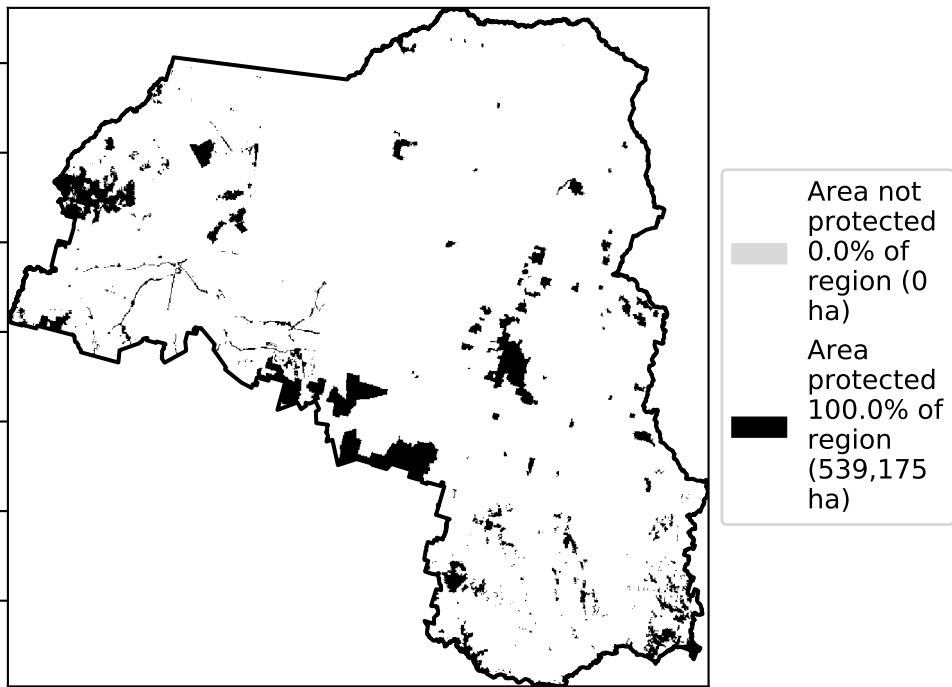 Area not
protected
0.0% of
region (0
ha)
Area
protected
100.0% of
region
(539,175
ha)